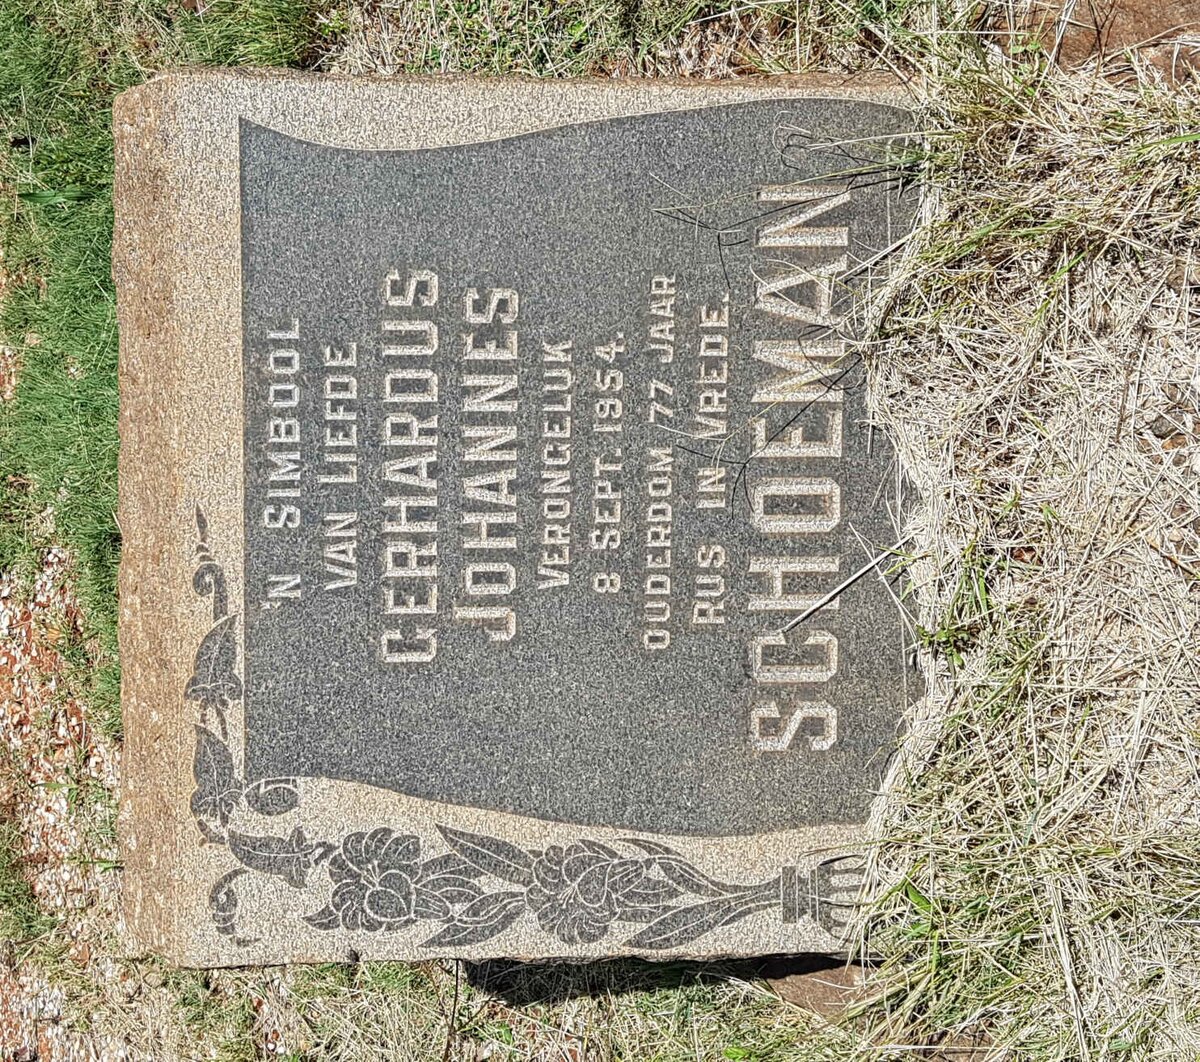 'N SIMBOOL
VAN LIEFDE
GERHARDUS
JOHANNES
VERONGELUK
8 SEPT. 1954.
OUDERDOM 77 JAAR
RUS IN VREDE.
SCHOEMAN